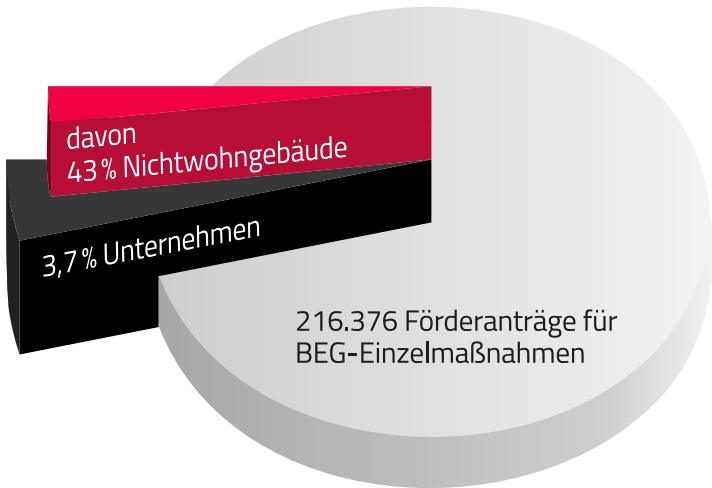 davon
43% Nichtwohngebäude
3,7% Unternehmen
216.376 Förderanträge für
BEG-Einzelmaßnahmen